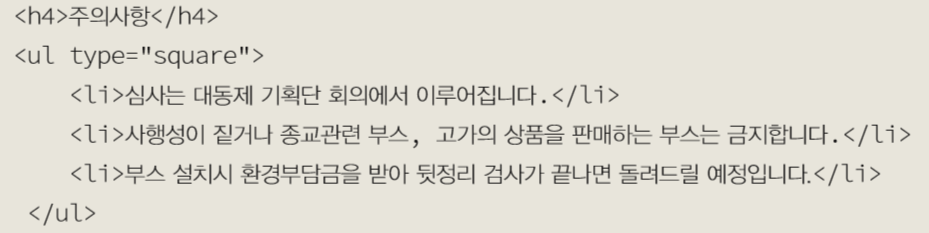 <h4>주의사항</h4>
<ul type="square">
<li>심사는 대동제 기획단 회의에서 이루어집니다.</li>
<li>사행성이 짙거나 종교관련 부스, 고가의 상품을 판매하는 부스는 금지합니다.</li>
<li>부스 설치시 환경부담금을 받아 뒷정리 검사가 끝나면 돌려드릴 예정입니다.</li>
</ul>